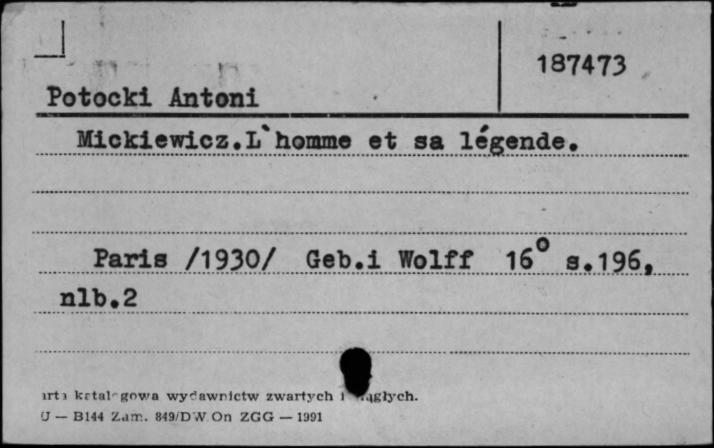 187473
Potocki Antoni
Mickiewicz.L`homme et sa légende.
Paris /1930/ Geb.i Wolff 16° s.196,
nlb.2
wydawnictw zwartych i
U — B144 Zam. 849/DW.On ZGG — 1991